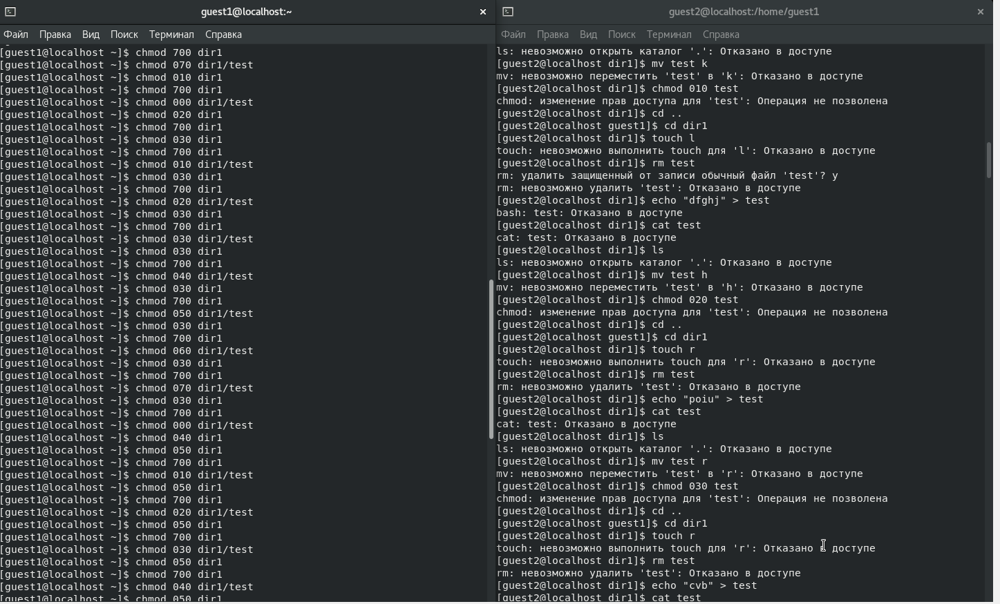 guest1@localhost:~
Файл Правка Вид Поиск Терминал Справка
[guest1@localhost ~]$ chmod 700 dir1
[guest1@localhost ~]$ chmod 070 dir1/test
[guest1@localhost ~]$ chmod 010 dir1
[guest1@localhost ~]$ chmod 700 dir1
[guest1@localhost ~]$ chmod 000 dir1/test
[guest1@localhost ~]$ chmod 020 dir1
[guest1@localhost ~]$ chmod 700 dir1
[guest1@localhost ~]$ chmod 030 dir1
[guest1@localhost ~]$ chmod 700 dir1
[guest1@localhost ~]$ chmod 010 dir1/test
[guest1@localhost ~]$ chmod 030 dir1
[guest1@localhost ~]$ chmod 700 dir1
[guest1@localhost ~]$ chmod 020 dir1/test
[guest1@localhost ~]$ chmod 030 dir1
[guest1@localhost ~]$ chmod 700 dir1
[guest1@localhost ~]$ chmod 030 dir1/test
[guest1@localhost ~]$ chmod 030 dir1
[guest1@localhost ~]$ chmod 700 dir1
[guest1@localhost ~]$ chmod 040 dir1/test
[guest1@localhost ~]$ chmod 030 dir1
[guest1@localhost ~]$ chmod 700 dir1
[guest1@localhost ~]$ chmod 050 dir1/test
[guest1@localhost ~]$ chmod 030 dir1
[guest1@localhost ~]$ chmod 700 dir1
[guest1@localhost ~]$ chmod 060 dir1/test
[guest1@localhost ~]$ chmod 030 dir1
[guest1@localhost ~]$ chmod 700 dir1
[guest1@localhost ~]$ chmod 070 dir1/test
[guest1@localhost ~]$ chmod 030 dir1
[guest1@localhost ~]$ chmod 700 dir1
[guest1@localhost ~]$ chmod 000 dir1/test
[guest1@localhost ~]$ chmod 040 dir1
[guest1@localhost ~]$ chmod 050 dir1
[guest1@localhost ~]$ chmod 700 dir1
[guest1@localhost ~]$ chmod 010 dir1/test
[guest1@localhost ~]$ chmod 050 dir1
[guest1@localhost ~]$ chmod 700 dir1
[guest1@localhost ~]$ chmod 020 dir1/test
[guest1@localhost ~]$ chmod 050 dir1
[guest1@localhost ~]$ chmod 700 dir1
[guest1@localhost ~]$ chmod 030 dir1/test
[guest1@localhost ~]$ chmod 050 dir1
[guest1@localhost ~]$ chmod 700 dir1
[guest1@localhost ~]$ chmod 040 dir1/test
[guest1@localhost ~]$ chmod 050 dir1
guest2@localhost:/home/guest1
Файл Правка Вид Поиск Терминал Справка
ls: невозможно открыть каталог '.': Отказано в доступе
[guest2@localhost dir1]$ mv test k
mv: невозможно переместить 'test' в 'k': Отказано в доступе
[guest2@localhost dir1]$ chmod 010 test
chmod: изменение прав доступа для 'test': Операция не позволена
[guest2@localhost dir1]$ cd ..
[guest2@localhost guest1]$ cd dir1
[guest2@localhost dir1]$ touch l
touch: невозможно выполнить touch для 'l': Отказано в доступе
[guest2@localhost dir1]$ rm test
rm: удалить защищенный от записи обычный файл 'test'? y
rm: невозможно удалить 'test': Отказано в доступе
[guest2@localhost dir1]$ echo "dfghj" > test
bash: test: Отказано в доступе
[guest2@localhost dir1]$ cat test
cat: test: Отказано в доступе
[guest2@localhost dir1]$ ls
ls: невозможно открыть каталог '.': Отказано в доступе
[guest2@localhost dir1]$ mv test h
mv: невозможно переместить 'test' в 'h': Отказано в доступе
[guest2@localhost dir1]$ chmod 020 test
chmod: изменение прав доступа для 'test': Операция не позволена
[guest2@localhost dir1]$ cd ..
[guest2@localhost guest1]$ cd dir1
[guest2@localhost dir1]$ touch r
touch: невозможно выполнить touch для 'r': Отказано в доступе
[guest2@localhost dir1]$ rm test
rm: невозможно удалить 'test': Отказано в доступе
[guest2@localhost dir1]$ echo "poiu" > test
[guest2@localhost dir1]$ cat test
cat: test: Отказано в доступе
[guest2@localhost dir1]$ ls
ls: невозможно открыть каталог '.': Отказано в доступе
[guest2@localhost dir1]$ mv test r
mv: невозможно переместить 'test' в 'r': Отказано в доступе
[guest2@localhost dir1]$ chmod 030 test
chmod: изменение прав доступа для 'test': Операция не позволена
[guest2@localhost dir1]$ cd ..
[guest2@localhost guest1]$ cd dir1
[guest2@localhost dir1]$ touch r
touch: невозможно выполнить touch для 'r': Отказано в доступе
[guest2@localhost dir1]$ rm test
rm: невозможно удалить 'test': Отказано в доступе
[guest2@localhost dir1]$ echo "cvb" > test
[guest2@localhost dir1]$ cat test